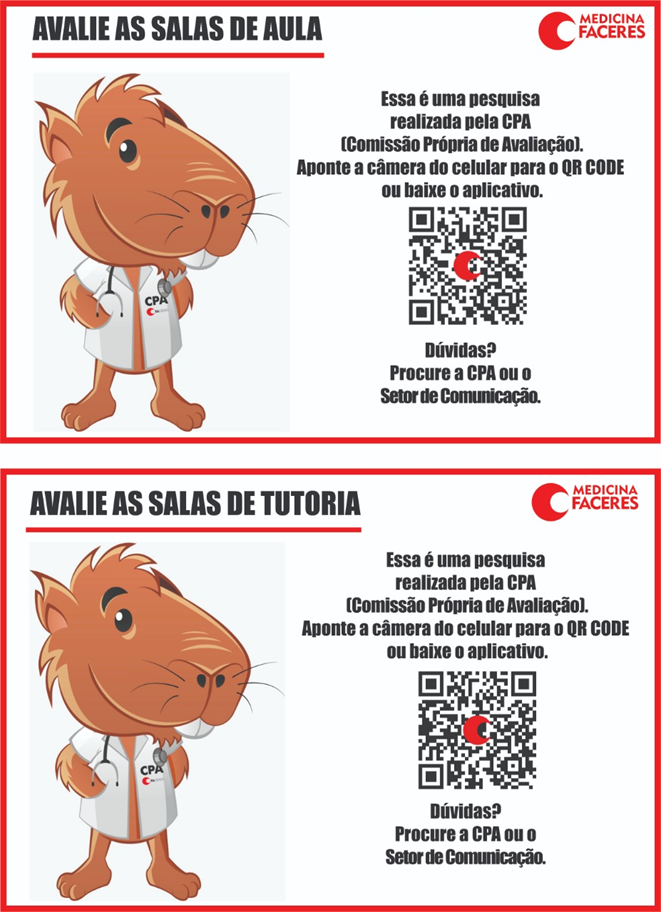 AVALIE AS SALAS DE AULA
MEDICINA
FACERES
Essa é uma pesquisa
realizada pela CPA
(Comissão Própria de Avaliação).
Aponte a câmera do celular para o QR CODE
ou baixe o aplicativo.
CPA
Dúvidas?
Procure a CPA ou o
Setor de Comunicação.
AVALIE AS SALAS DE TUTORIA
MEDICINA
FACERES
Essa é uma pesquisa
realizada pela CPA
(Comissão Própria de Avaliação).
Aponte a câmera do celular para o QR CODE
ou baixe o aplicativo.
CPA
Dúvidas?
Procure a CPA ou o
Setor de Comunicação.